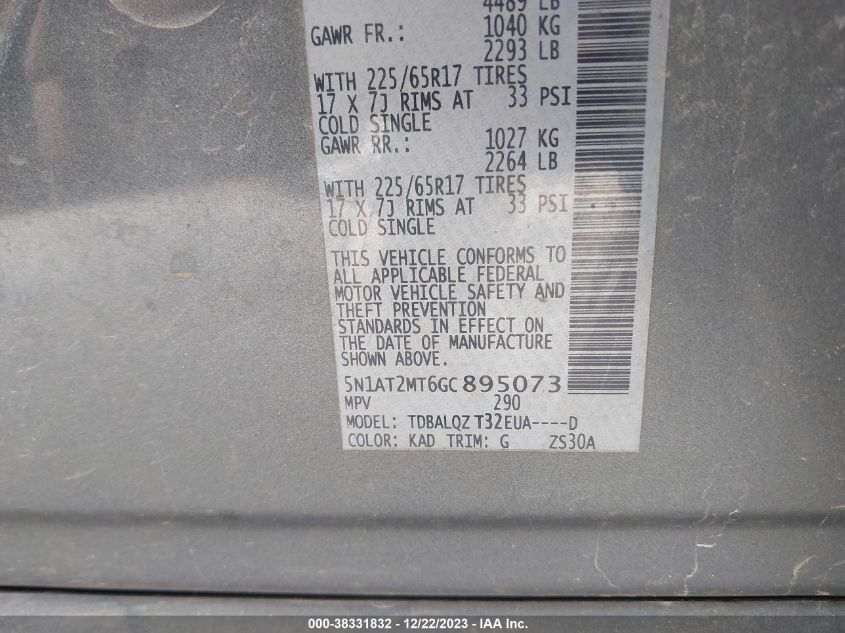 4489 LB
GAWR FR.: 1040 KG
2293 LB
WITH 225/65R17 TIRES
17 X 7J RIMS AT 33 PSI
COLD SINGLE
GAWR RR.: 1027 KG
2264 LB
WITH 225/65R17 TIRES
17 X 7J RIMS AT 33 PSI
COLD SINGLE
THIS VEHICLE CONFORMS TO
ALL APPLICABLE FEDERAL
MOTOR VEHICLE SAFETY AND
THEFT PREVENTION
STANDARDS IN EFFECT ON
THE DATE OF MANUFACTURE
SHOWN ABOVE.
5N1AT2MT6GC895073
MPV 290
MODEL: TDBALQZ T32EUA----D
COLOR: KAD TRIM: G ZS30A
000-38331832 - 12/22/2023 - IAA Inc.